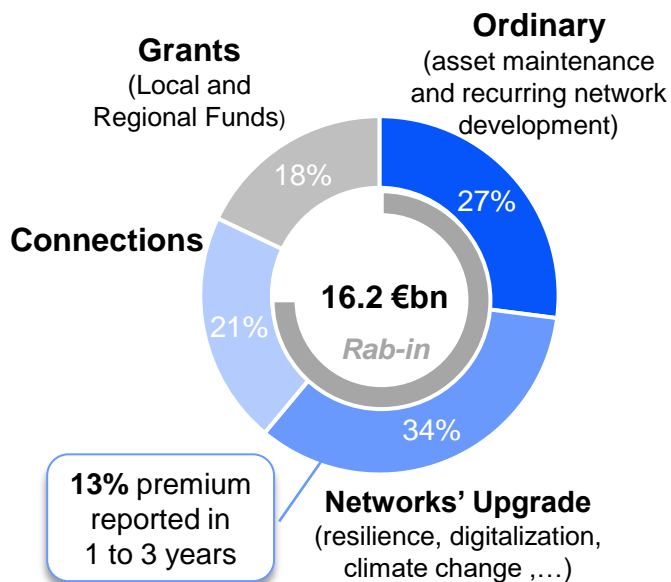 Grants
(Local and
Regional Funds)
Ordinary
(asset maintenance
and recurring network
development)
18%
27%
Connections
16.2 €bn
Rab-in
21%
34%
13% premium
reported in
1 to 3 years
Networks’ Upgrade
(resilience, digitalization,
climate change ,…)